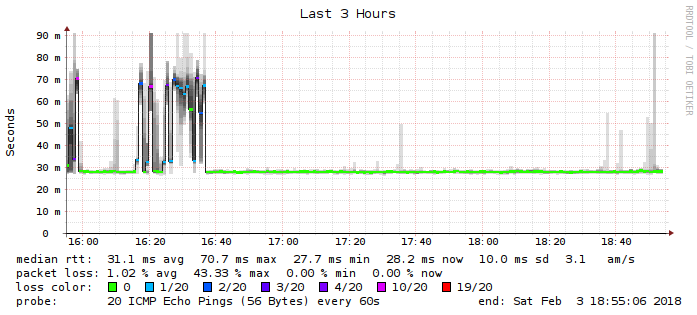 Last 3 Hours
RRDTOOL / TOBI OETIKER
Seconds
90 m
80 m
70 m
60 m
50 m
40 m
30 m
20 m
10 m
0
16:00 16:20 16:40 17:00 17:20 17:40 18:00 18:20 18:40
median rtt: 31.1 ms avg 70.7 ms max 27.7 ms min 28.2 ms now 10.0 ms sd 3.1 am/s
packet loss: 1.02 % avg 43.33 % max 0.00 % min 0.00 % now
loss color: 0 1/20 2/20 3/20 4/20 10/20 19/20
probe: 20 ICMP Echo Pings (56 Bytes) every 60s end: Sat Feb 3 18:55:06 2018